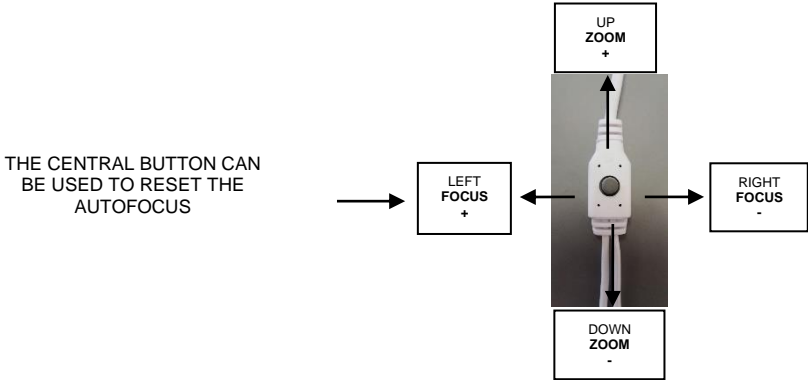 UP
ZOOM
+
THE CENTRAL BUTTON CAN
BE USED TO RESET THE
AUTOFOCUS
LEFT
FOCUS
+
RIGHT
FOCUS
-
DOWN
ZOOM
-